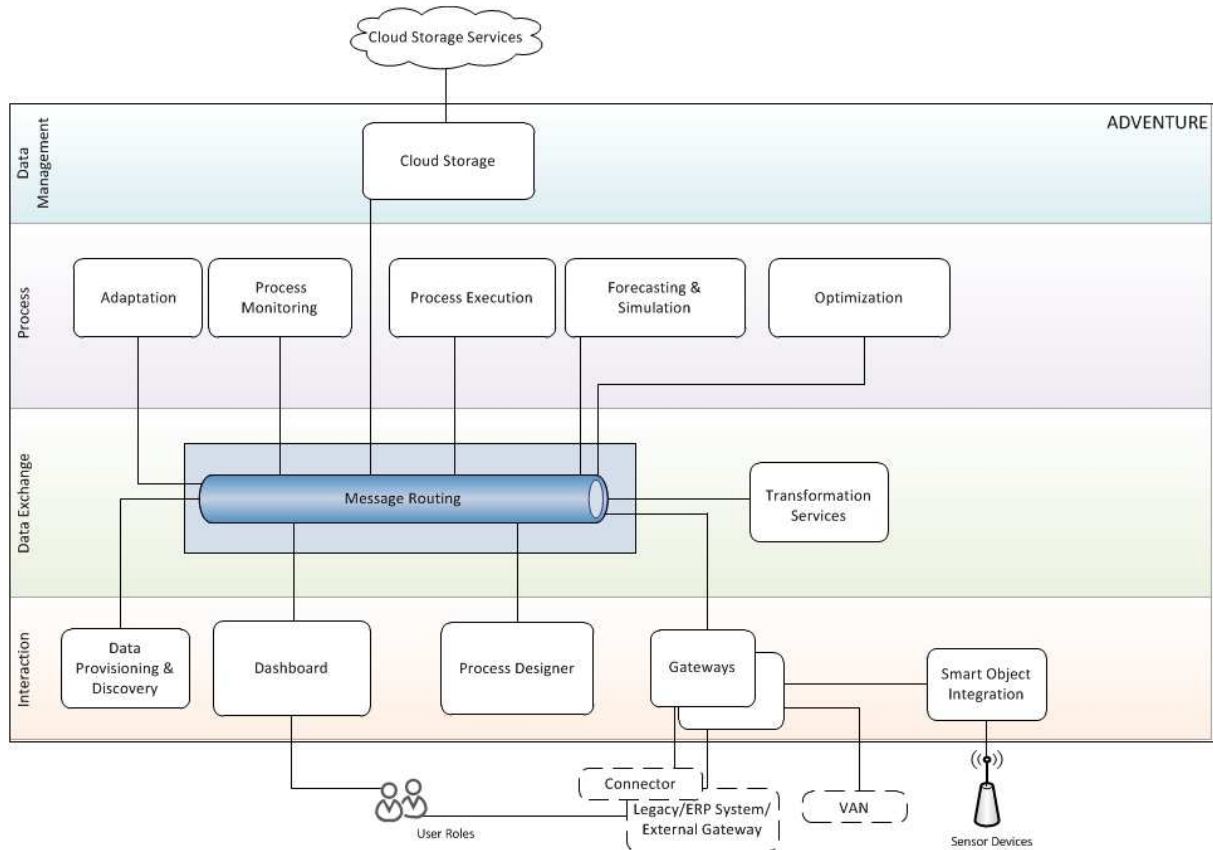 Cloud Storage Services
ADVENTURE
Data
Management
Cloud Storage
Process
Adaptation
Process
Monitoring
Process Execution
Forecasting &
Simulation
Optimization
Data Exchange
Message Routing
Transformation
Services
Interaction
Data
Provisioning &
Discovery
Dashboard
Process Designer
Gateways
Smart Object
Integration
Connector
Legacy/ERP System/
External Gateway
VAN
User Roles
Sensor Devices